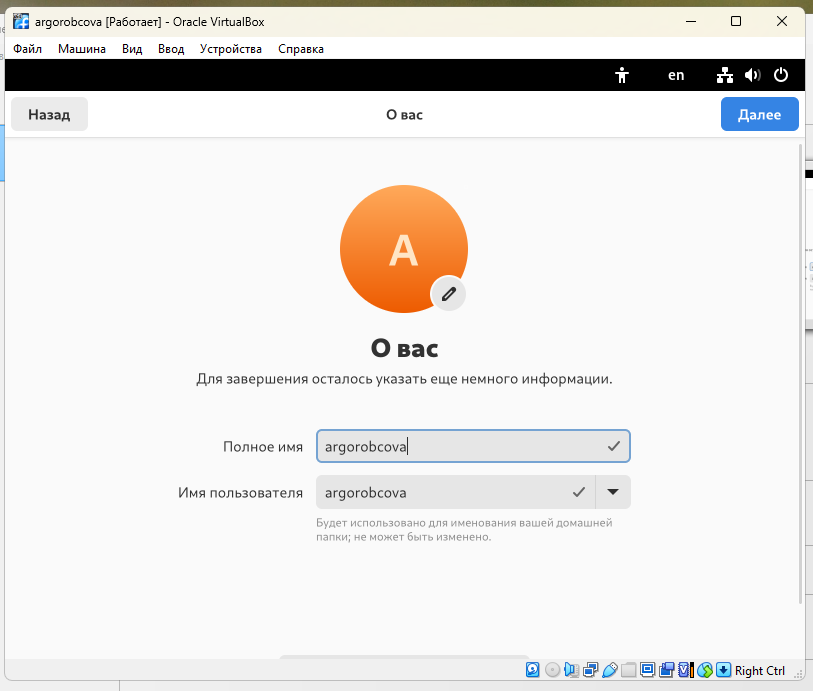 argorobcova [Работает] - Oracle VirtualBox
Файл Машина Вид Ввод Устройства Справка
en
Назад О вас Далее
A
О вас
Для завершения осталось указать еще немного информации.
Полное имя argorobcova
Имя пользователя argorobcova
Будет использовано для именования вашей домашней
папки; не может быть изменено.
Right Ctrl